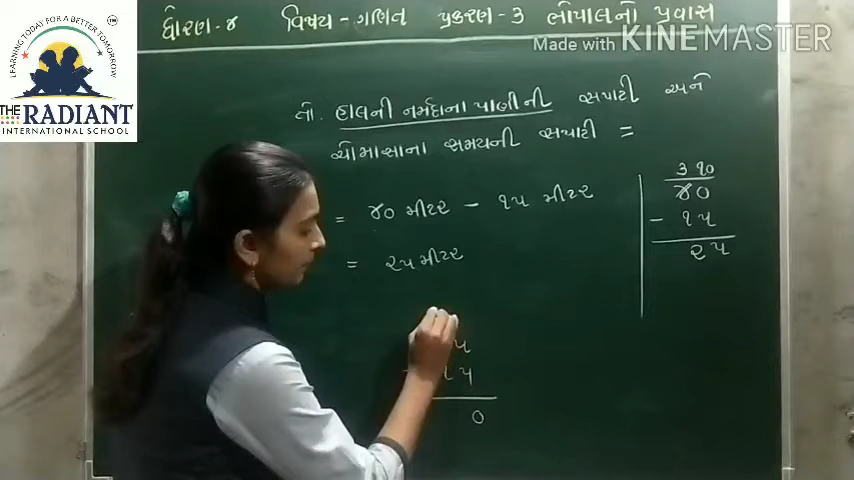 ધોરણ-૪ વિષય-ગણિત પ્રકરણ-૩ ભોપાલનો પ્રવાસ
Made with KINEMASTER
LEARNING TODAY FOR A BETTER TOMORROW
THE RADIANT
INTERNATIONAL SCHOOL
તો. હાલની નર્મદાના પાણીની સપાટી અને
ચોમાસાના સમયની સપાટી =
= ૪૦ મીટર - ૧૫ મીટર
= ૨૫ મીટર
૩ ૧૦
૪૦
- ૧૫
૨૫
૫
૧૫
૦